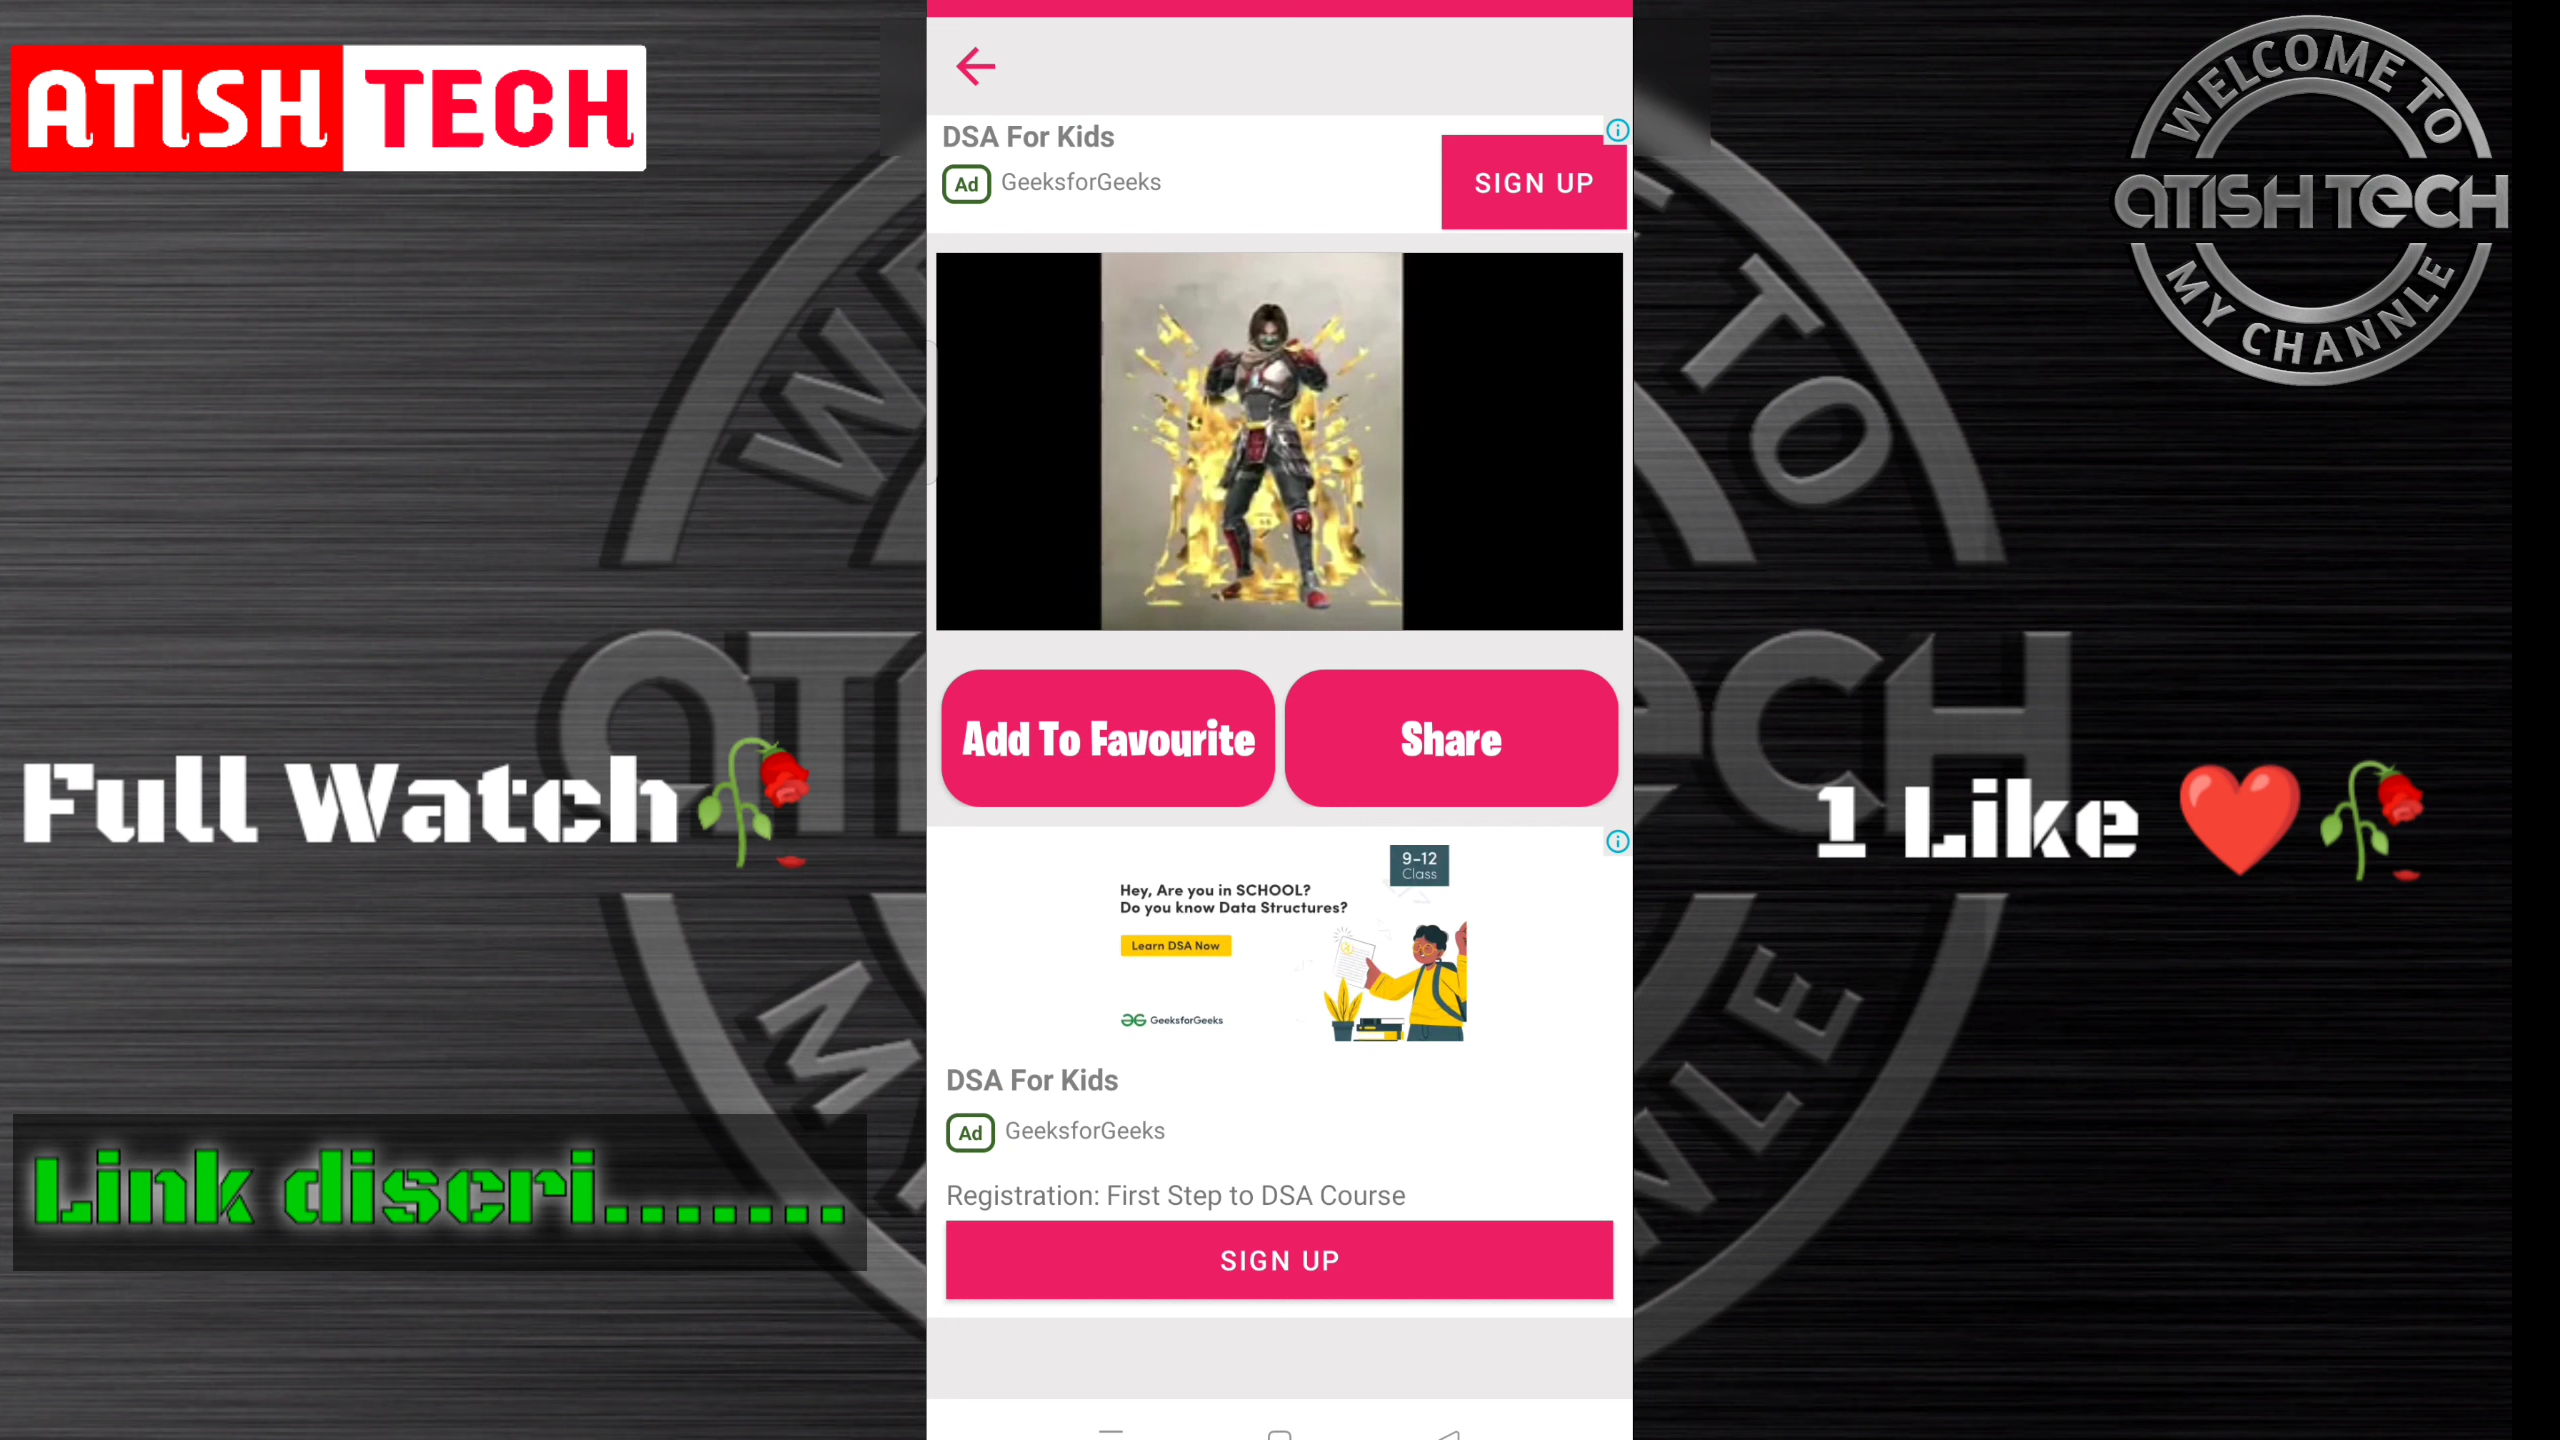 ATISH TECH
WELCOME TO
ATISH TECH
MY CHANNLE
DSA For Kids
Ad GeeksforGeeks
SIGN UP
Add To Favourite
Share
Full Watch
1 Like
9-12
Class
Hey, Are you in SCHOOL?
Do you know Data Structures?
Learn DSA Now
GeeksforGeeks
DSA For Kids
Ad GeeksforGeeks
Registration: First Step to DSA Course
SIGN UP
Link discri.......